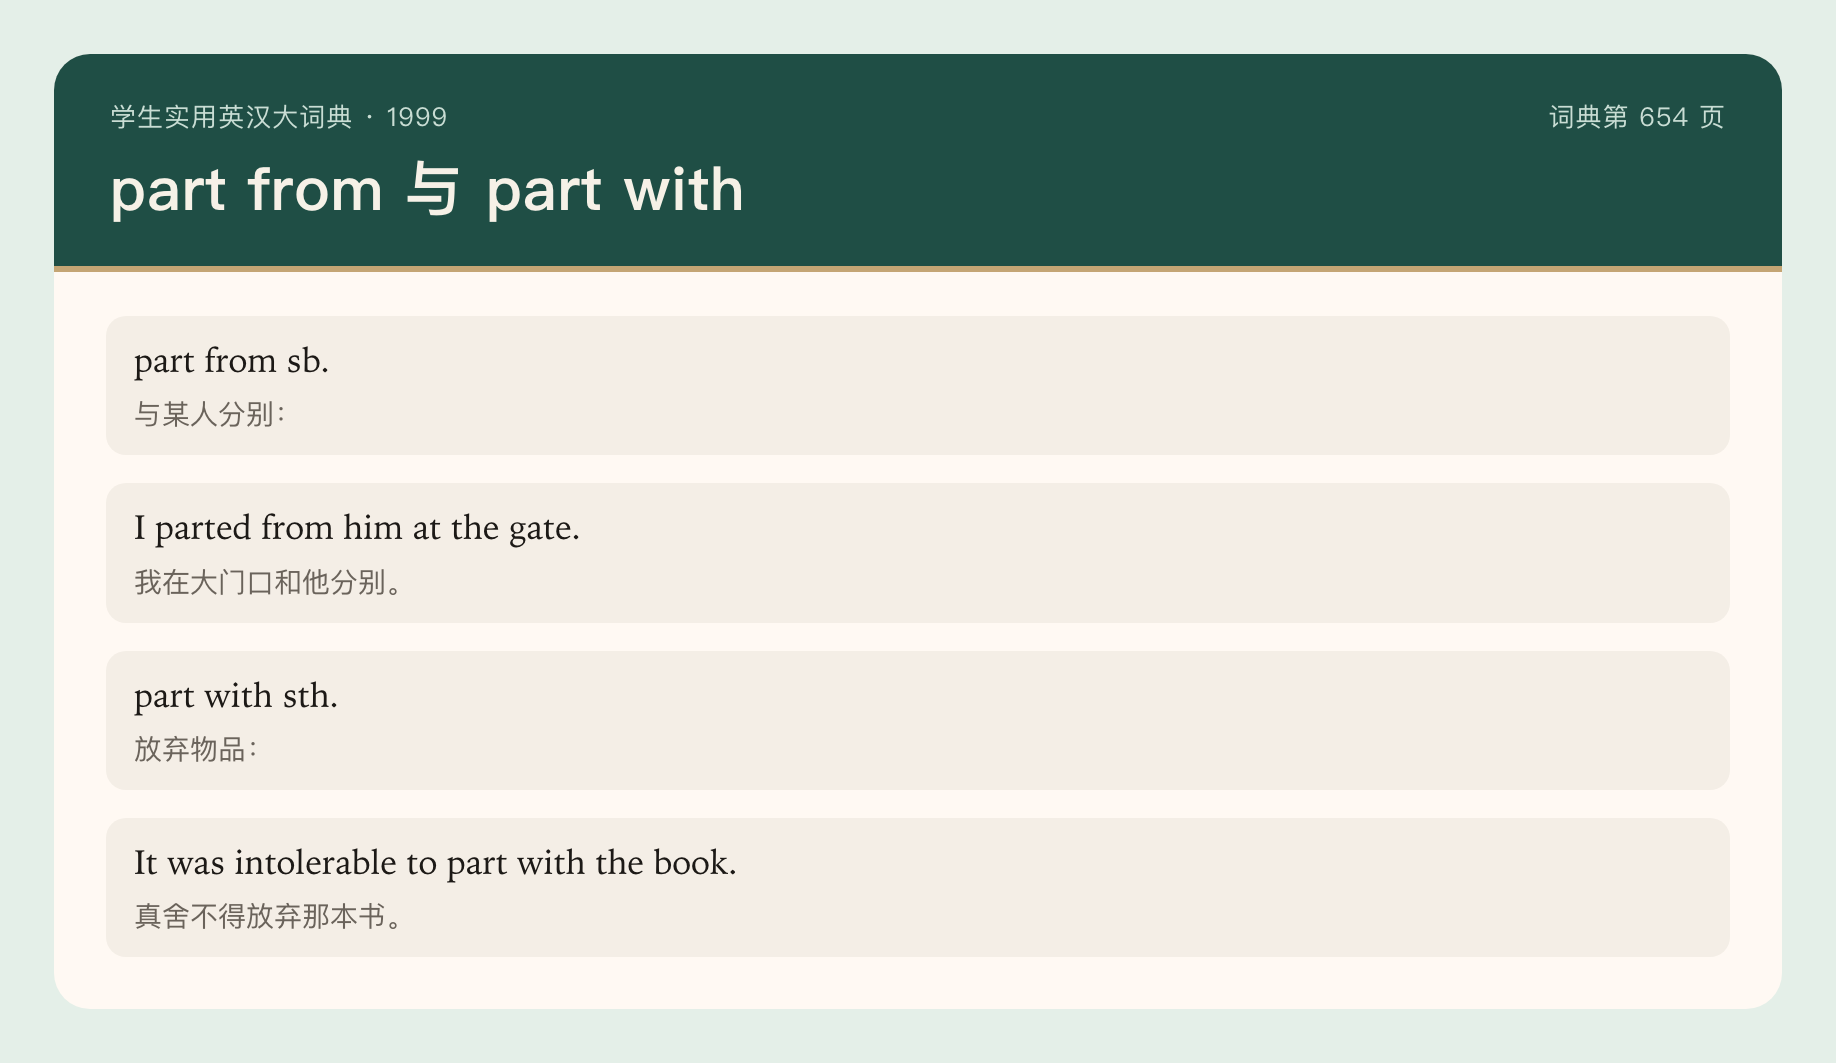 学生实用英汉大词典 · 1999
词典第 654 页
part from 与 part with
part from sb.
与某人分别：
I parted from him at the gate.
我在大门口和他分别。
part with sth.
放弃物品：
It was intolerable to part with the book.
真舍不得放弃那本书。